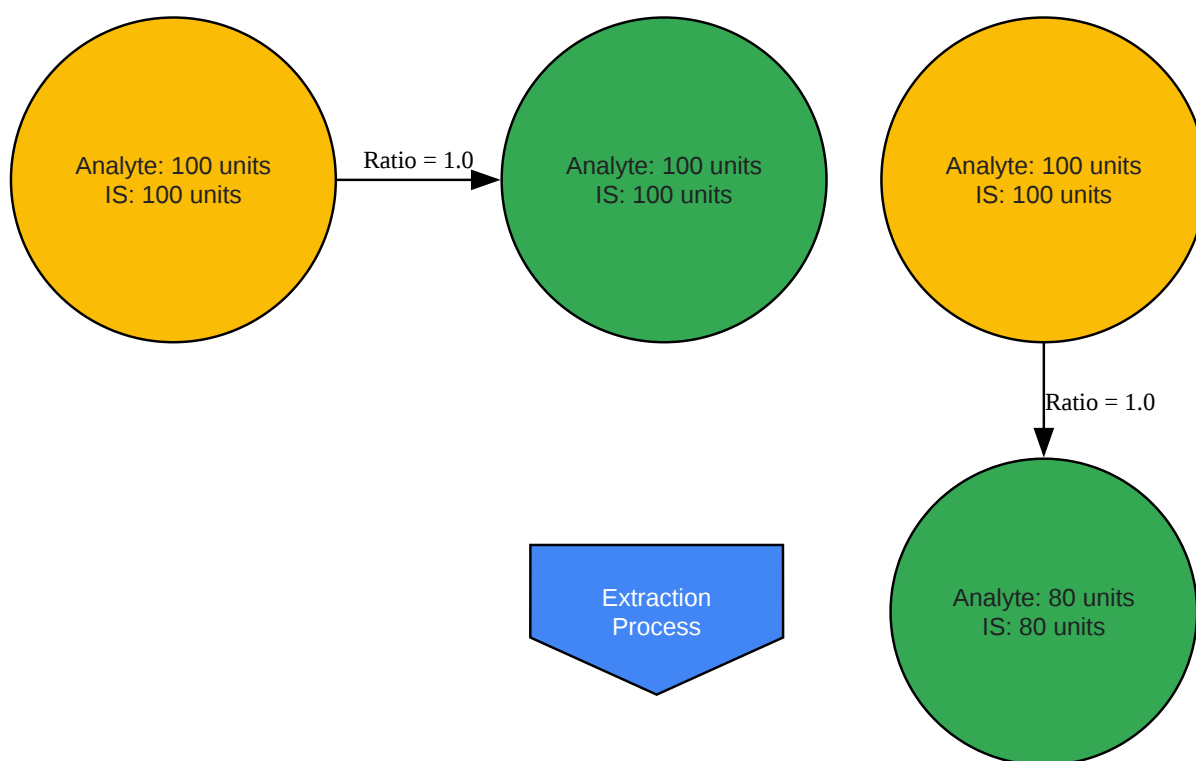 Analyte: 100 units
IS: 100 units
Ratio = 1.0
Analyte: 100 units
IS: 100 units
Analyte: 100 units
IS: 100 units
Ratio = 1.0
Extraction
Process
Analyte: 80 units
IS: 80 units